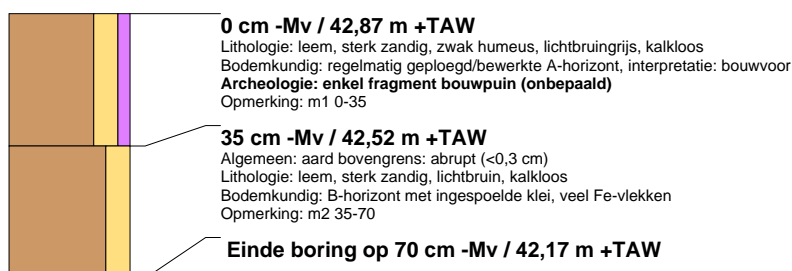 0 cm -Mv / 42,87 m +TAW
Lithologie: leem, sterk zandig, zwak humeus, lichtbruingrijs, kalkloos
Bodemkundig: regelmatig geploegd/bewerkte A-horizont, interpretatie: bouwvoor
Archeologie: enkel fragment bouwpuin (onbepaald)
Opmerking: m1 0-35
35 cm -Mv / 42,52 m +TAW
Algemeen: aard bovengrens: abrupt (<0,3 cm)
Lithologie: leem, sterk zandig, lichtbruin, kalkloos
Bodemkundig: B-horizont met ingespoelde klei, veel Fe-vlekken
Opmerking: m2 35-70
Einde boring op 70 cm -Mv / 42,17 m +TAW